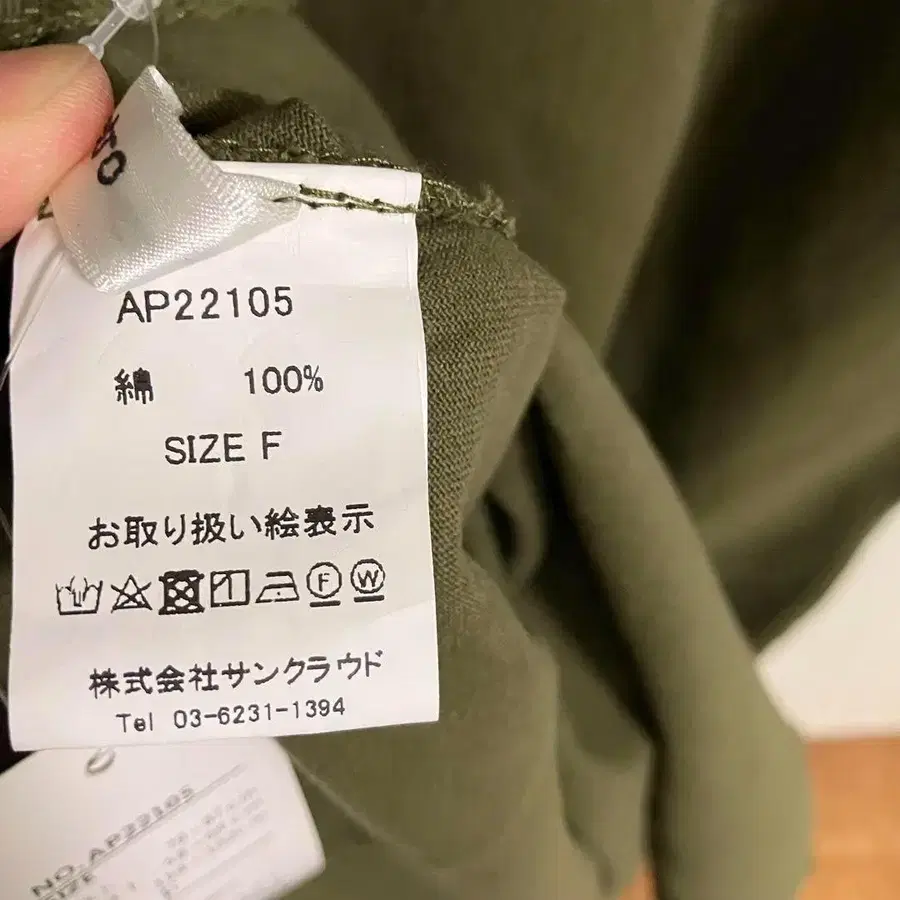 AP22105
綿 100%
SIZE F
お取り扱い絵表示
F W
株式会社サンクラウド
Tel 03-6231-1394
NO.AP22105
SIZE